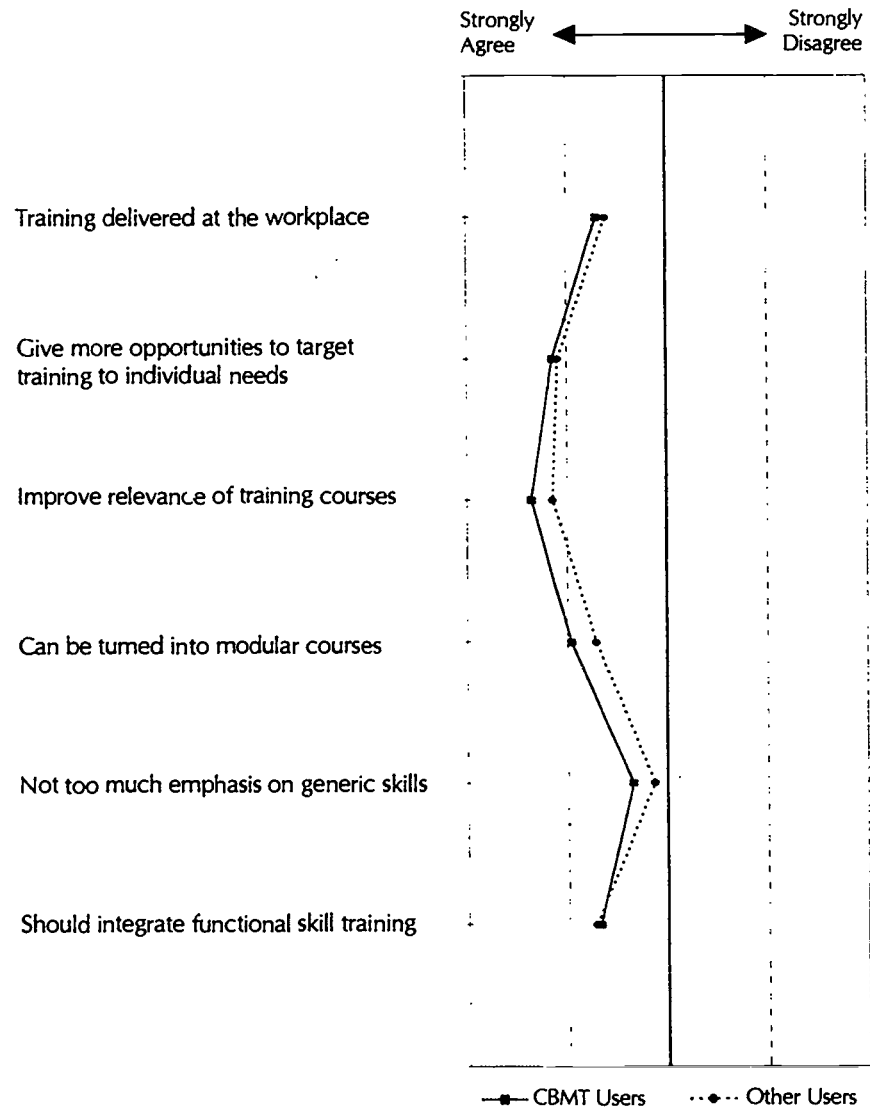 Strongly
Agree
Strongly
Disagree
Training delivered at the workplace
Give more opportunities to target
training to individual needs
Improve relevance of training courses
Can be turned into modular courses
Not too much emphasis on generic skills
Should integrate functional skill training
CBMT Users
Other Users